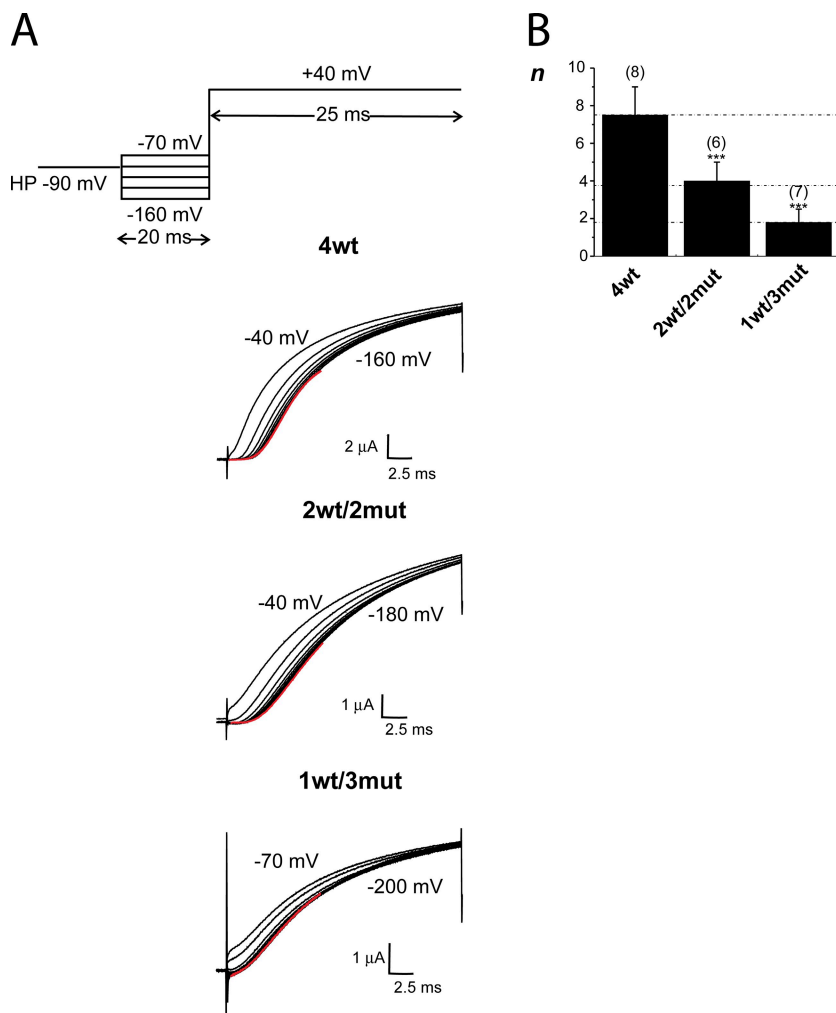 A
+40 mV
25 ms
-70 mV
HP -90 mV
-160 mV
20 ms
4wt
-40 mV
-160 mV
2 µA
2.5 ms
2wt/2mut
-40 mV
-180 mV
1 µA
2.5 ms
1wt/3mut
-70 mV
-200 mV
1 µA
2.5 ms
B
n
10
8
6
4
2
0
(8)
(6)
***
(7)
***
4wt
2wt/2mut
1wt/3mut